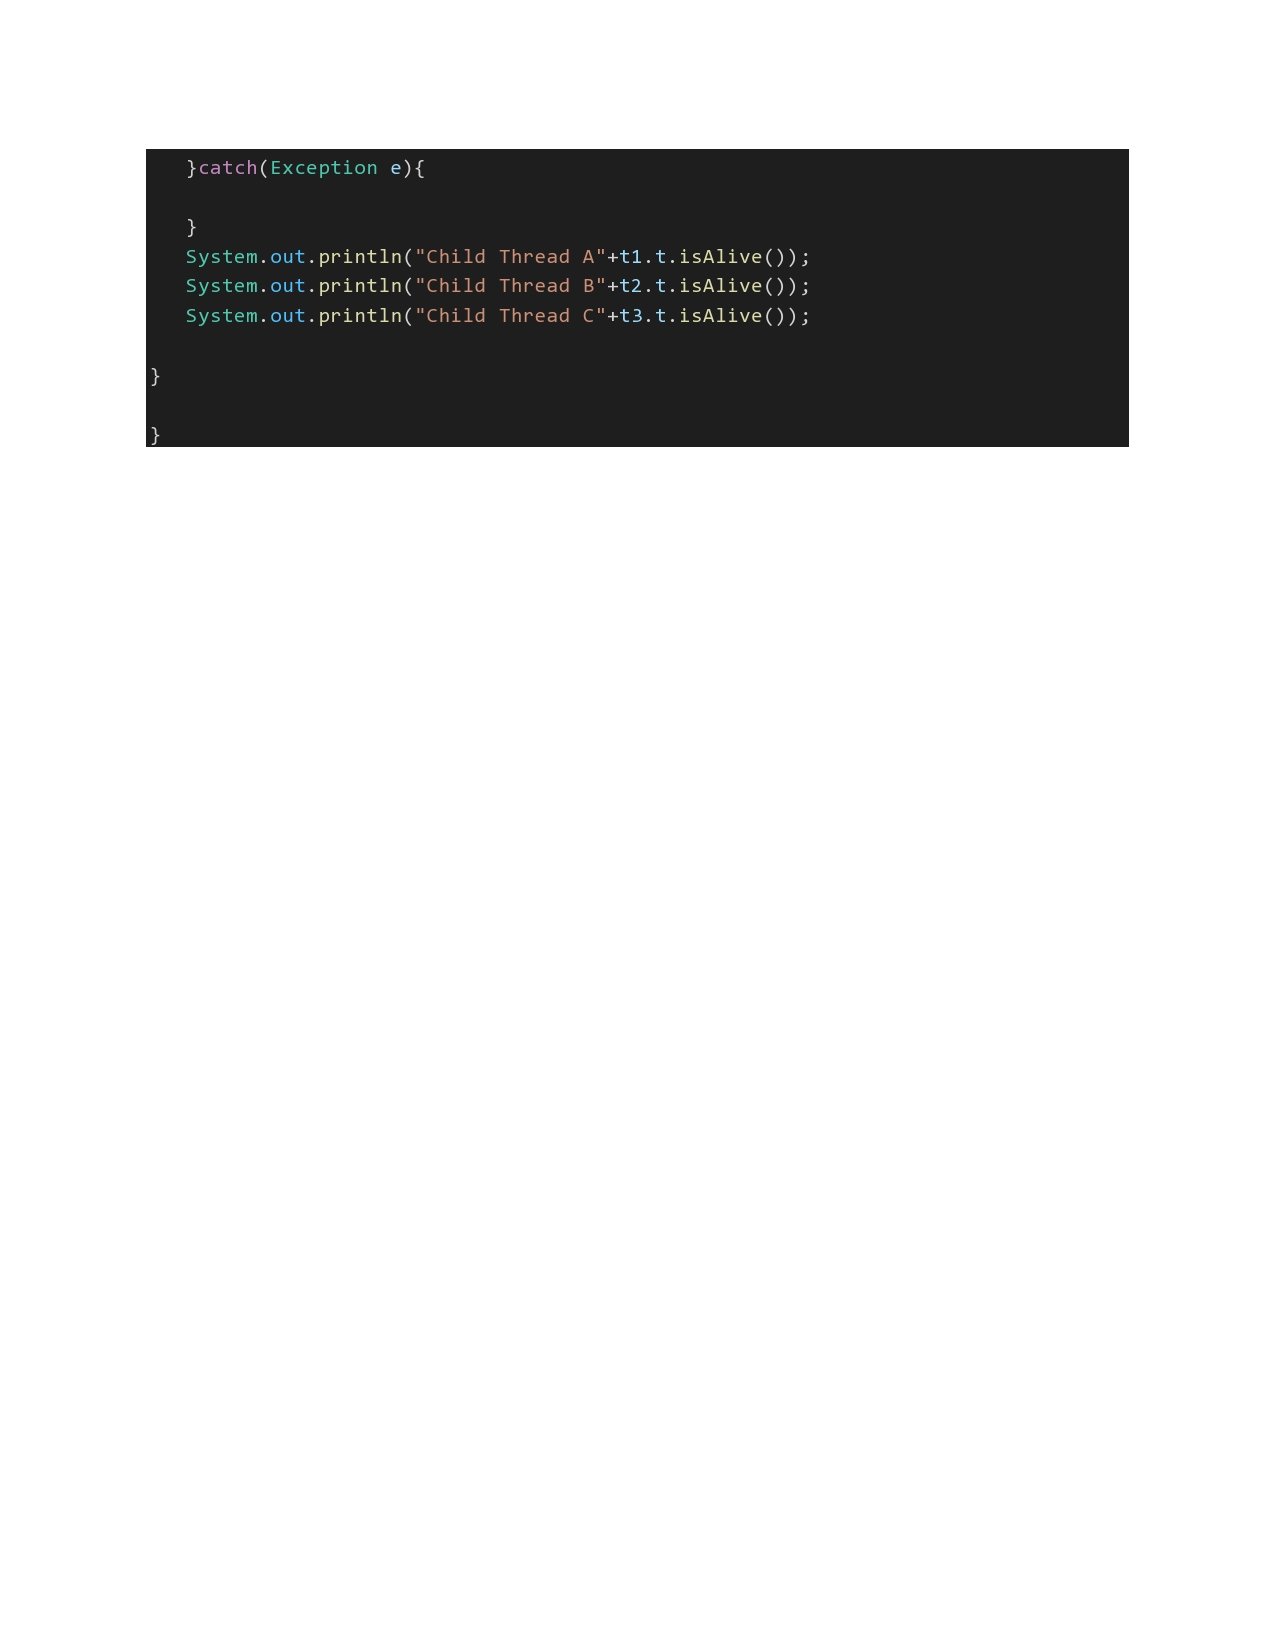 }catch(Exception e){
}
System.out.println("Child Thread A"+t1.t.isAlive());
System.out.println("Child Thread B"+t2.t.isAlive());
System.out.println("Child Thread C"+t3.t.isAlive());
}
}